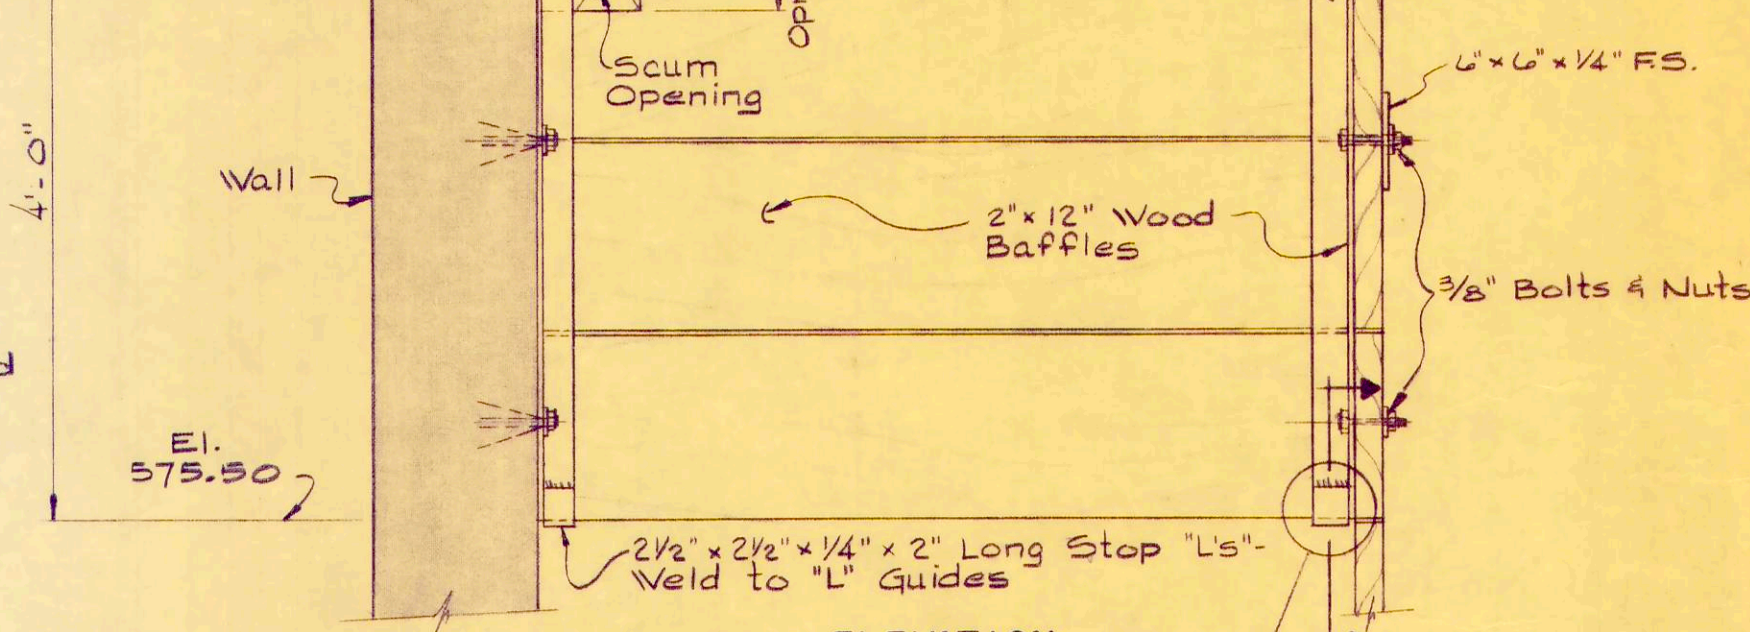 Op
Scum
Opening
6" x 6" x 1/4" F.S.
4'-0"
Wall
2" x 12" Wood
Baffles
3/8" Bolts & Nuts
El.
575.50
2 1/2" x 2 1/2" x 1/4" x 2" Long Stop "L's"-
Weld to "L" Guides